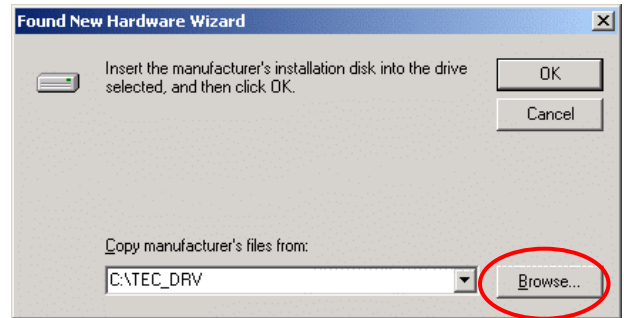 Found New Hardware Wizard
Insert the manufacturer's installation disk into the drive
selected, and then click OK.
OK
Cancel
Copy manufacturer's files from:
C:\TEC_DRV
Browse...